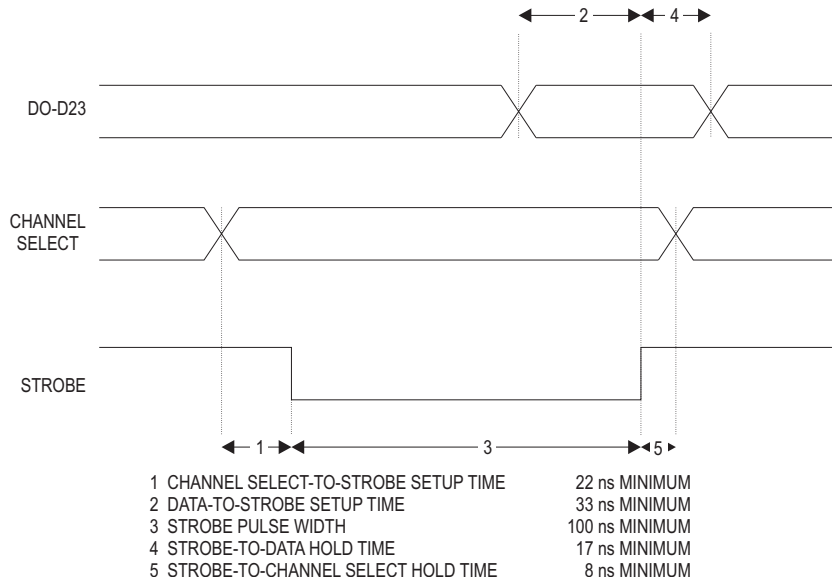 2 4
DO-D23
CHANNEL
SELECT
STROBE
1 3 5
1 CHANNEL SELECT-TO-STROBE SETUP TIME 22 ns MINIMUM
2 DATA-TO-STROBE SETUP TIME 33 ns MINIMUM
3 STROBE PULSE WIDTH 100 ns MINIMUM
4 STROBE-TO-DATA HOLD TIME 17 ns MINIMUM
5 STROBE-TO-CHANNEL SELECT HOLD TIME 8 ns MINIMUM